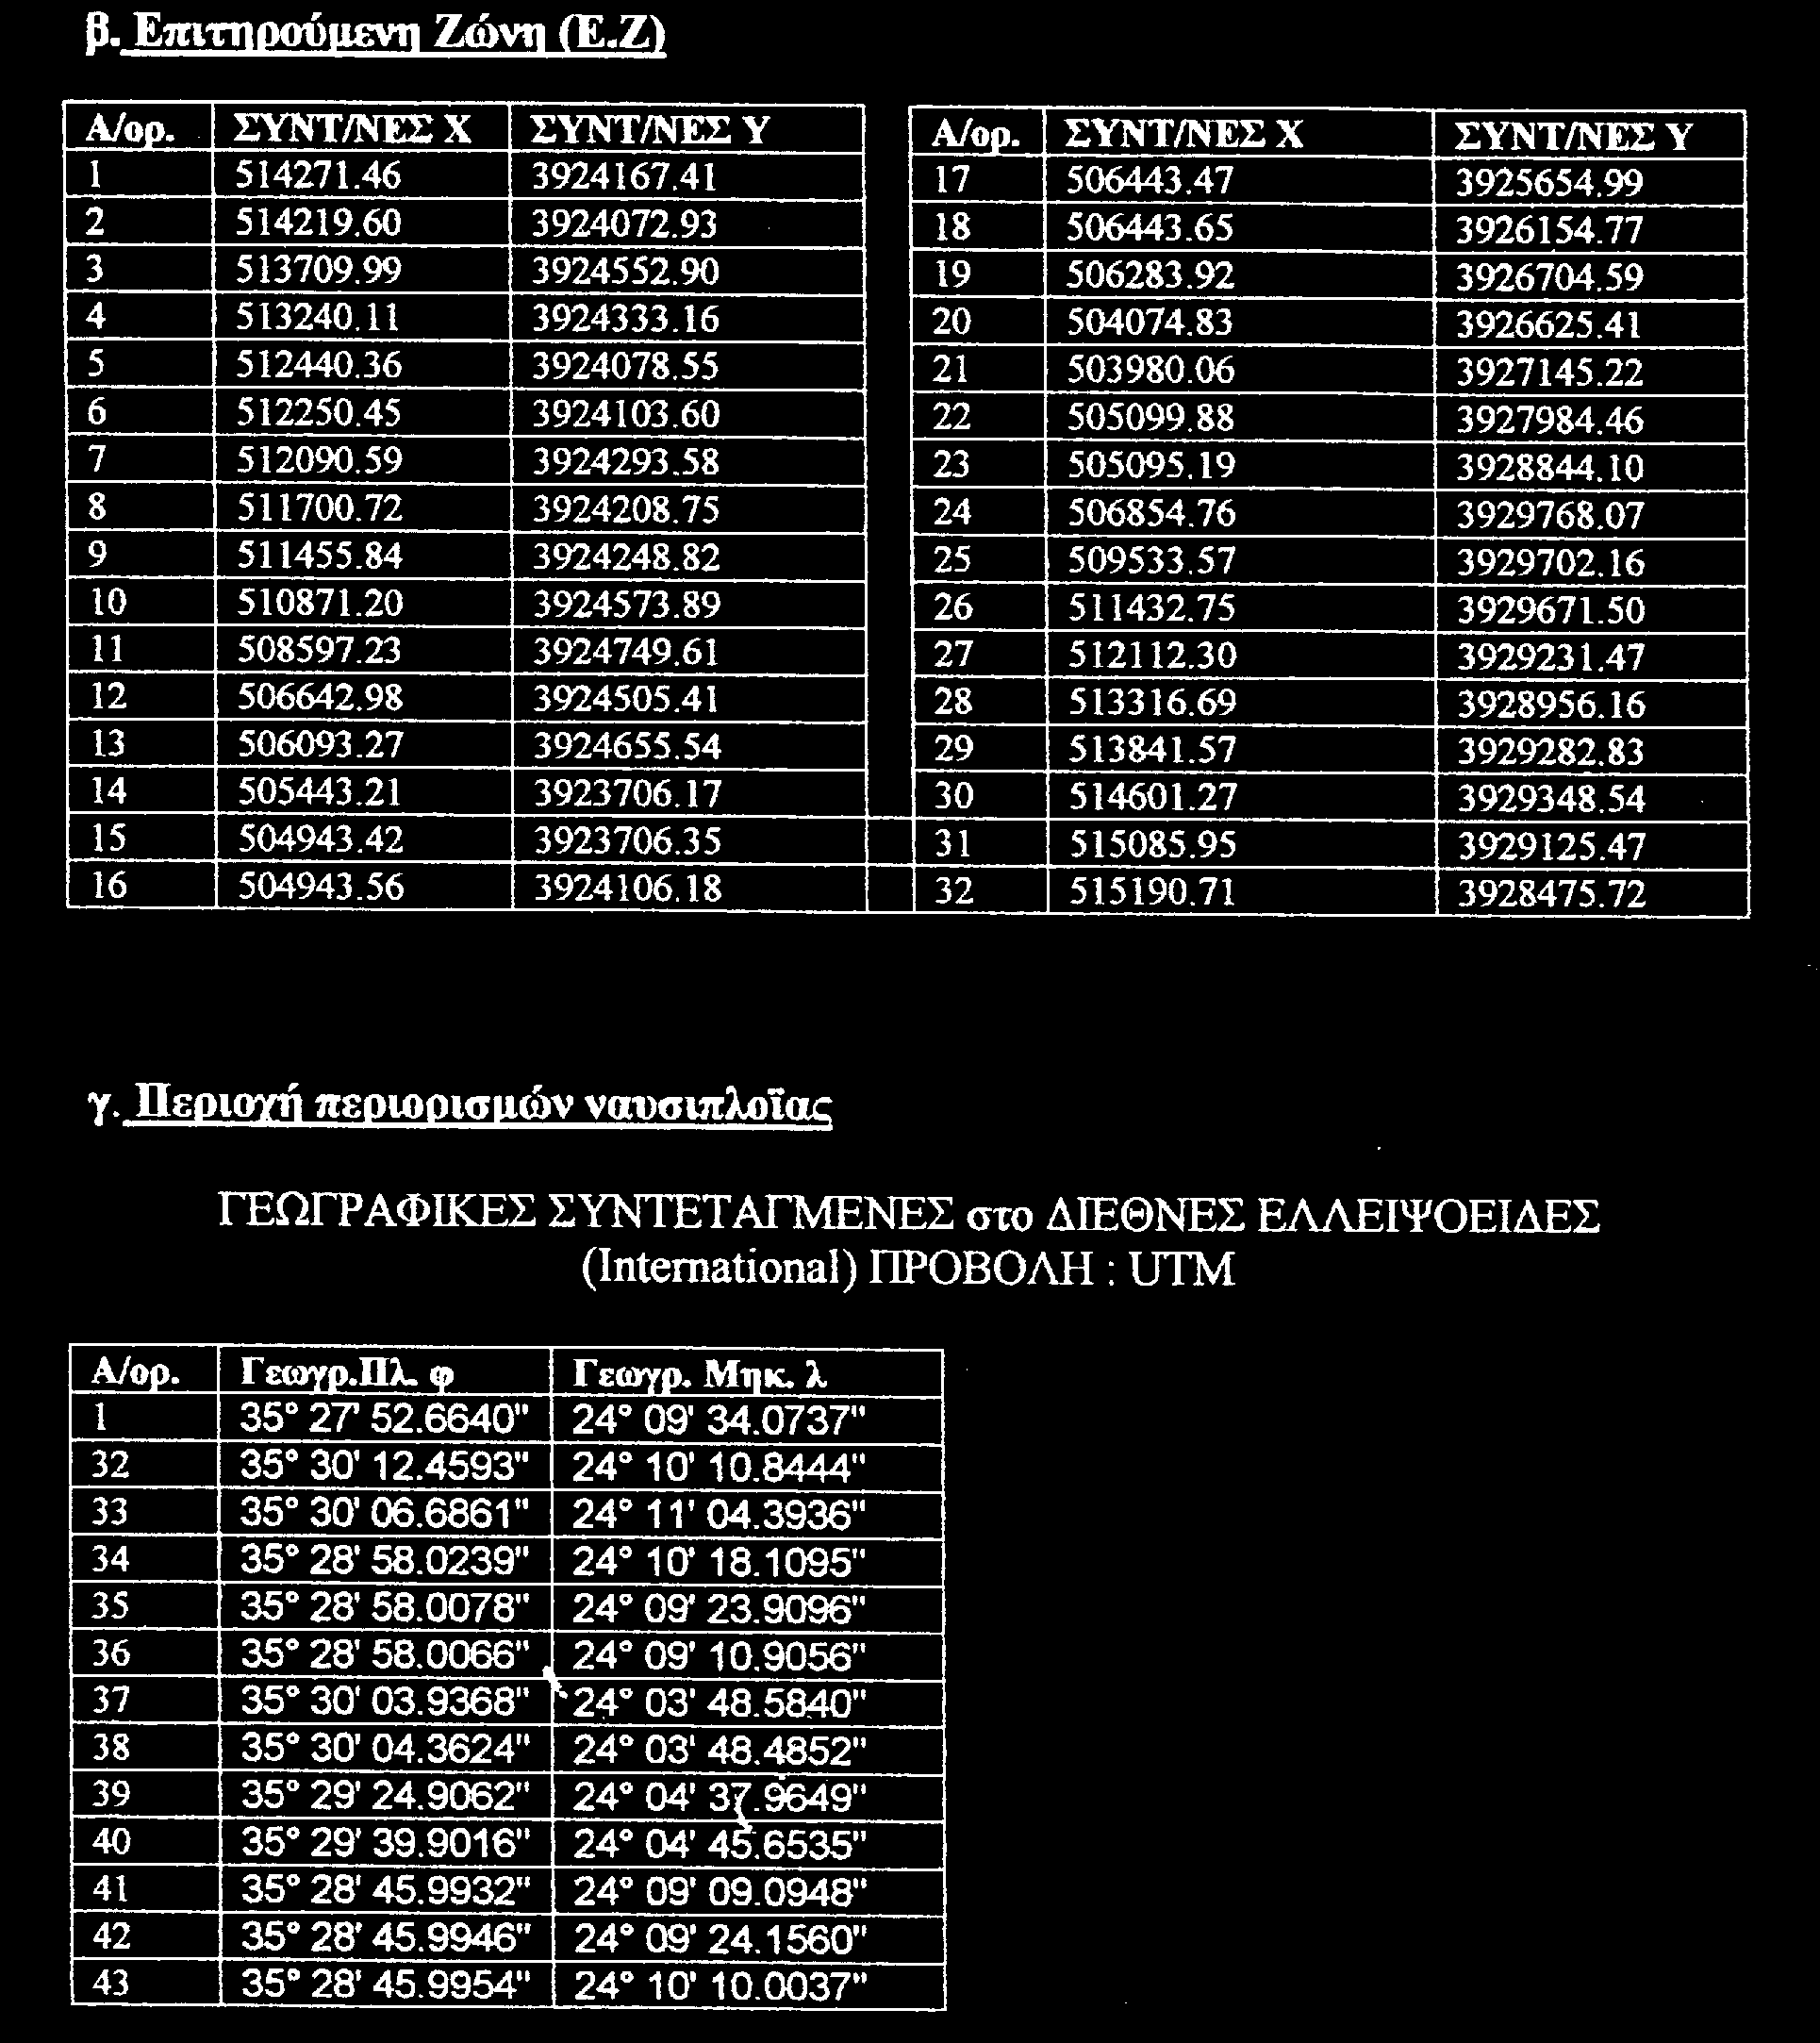 β. Επιτηρούμενη Ζώνη (Ε.Ζ)
Α/ορ. ΣΥΝΤ/ΝΕΣ Χ ΣΥΝΤ/ΝΕΣ Υ
1 514271.46 3924167.41
2 514219.60 3924072.93
3 513709.99 3924552.90
4 513240.11 3924333.16
5 512440.36 3924078.55
6 512250.45 3924103.60
7 512090.59 3924293.58
8 511700.72 3924208.75
9 511455.84 3924248.82
10 510871.20 3924573.89
11 508597.23 3924749.61
12 506642.98 3924505.41
13 506093.27 3924655.54
14 505443.21 3923706.17
15 504943.42 3923706.35
16 504943.56 3924106.18
Α/ορ. ΣΥΝΤ/ΝΕΣ Χ ΣΥΝΤ/ΝΕΣ Υ
17 506443.47 3925654.99
18 506443.65 3926154.77
19 506283.92 3926704.59
20 504074.83 3926625.41
21 503980.06 3927145.22
22 505099.88 3927984.46
23 505095.19 3928844.10
24 506854.76 3929768.07
25 509533.57 3929702.16
26 511432.75 3929671.50
27 512112.30 3929231.47
28 513316.69 3928956.16
29 513841.57 3929282.83
30 514601.27 3929348.54
31 515085.95 3929125.47
32 515190.71 3928475.72
γ. Περιοχή περιορισμών ναυσιπλοΐας
ΓΕΩΓΡΑΦΙΚΕΣ ΣΥΝΤΕΤΑΓΜΕΝΕΣ στο ΔΙΕΘΝΕΣ ΕΛΛΕΙΨΟΕΙΔΕΣ
(International) ΠΡΟΒΟΛΗ : UTM
Α/ορ. Γεωγρ.Πλ. φ Γεωγρ. Μηκ. λ
1 35° 27' 52.6640" 24° 09' 34.0737"
32 35° 30' 12.4593" 24° 10' 10.8444"
33 35° 30' 06.6861" 24° 11' 04.3936"
34 35° 28' 58.0239" 24° 10' 18.1095"
35 35° 28' 58.0078" 24° 09' 23.9096"
36 35° 28' 58.0066" 24° 09' 10.9056"
37 35° 30' 03.9368" 24° 03' 48.5840"
38 35° 30' 04.3624" 24° 03' 48.4852"
39 35° 29' 24.9062" 24° 04' 37.9649"
40 35° 29' 39.9016" 24° 04' 45.6535"
41 35° 28' 45.9932" 24° 09' 09.0948"
42 35° 28' 45.9946" 24° 09' 24.1560"
43 35° 28' 45.9954" 24° 10' 10.0037"